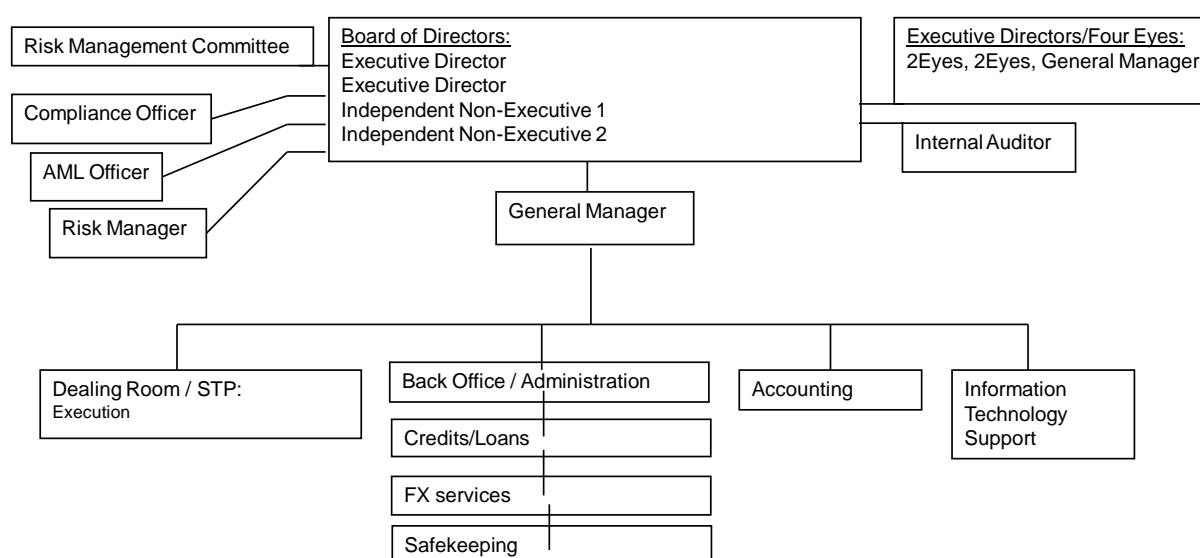 Risk Management Committee
Compliance Officer
AML Officer
Risk Manager
Board of Directors:
Executive Director
Executive Director
Independent Non-Executive 1
Independent Non-Executive 2
Executive Directors/Four Eyes:
2Eyes, 2Eyes, General Manager
Internal Auditor
General Manager
Dealing Room / STP:
Execution
Back Office / Administration
Credits/Loans
FX services
Safekeeping
Accounting
Information
Technology
Support